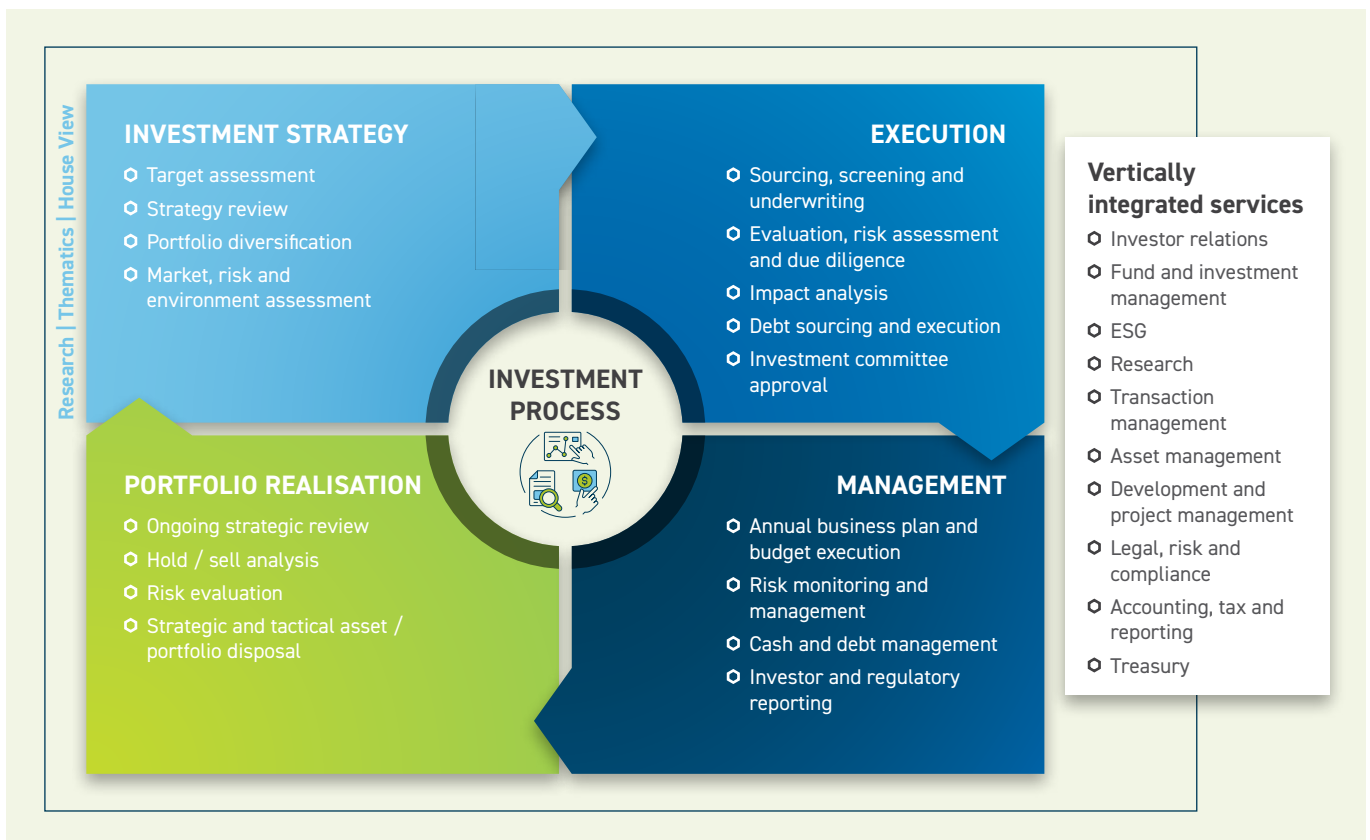 Research | Thematics | House View
INVESTMENT STRATEGY
Target assessment
Strategy review
Portfolio diversification
Market, risk and
environment assessment
EXECUTION
Sourcing, screening and
underwriting
Evaluation, risk assessment
and due diligence
Impact analysis
Debt sourcing and execution
Investment committee
approval
INVESTMENT
PROCESS
$
PORTFOLIO REALISATION
Ongoing strategic review
Hold / sell analysis
Risk evaluation
Strategic and tactical asset /
portfolio disposal
MANAGEMENT
Annual business plan and
budget execution
Risk monitoring and
management
Cash and debt management
Investor and regulatory
reporting
Vertically
integrated services
Investor relations
Fund and investment
management
ESG
Research
Transaction
management
Asset management
Development and
project management
Legal, risk and
compliance
Accounting, tax and
reporting
Treasury